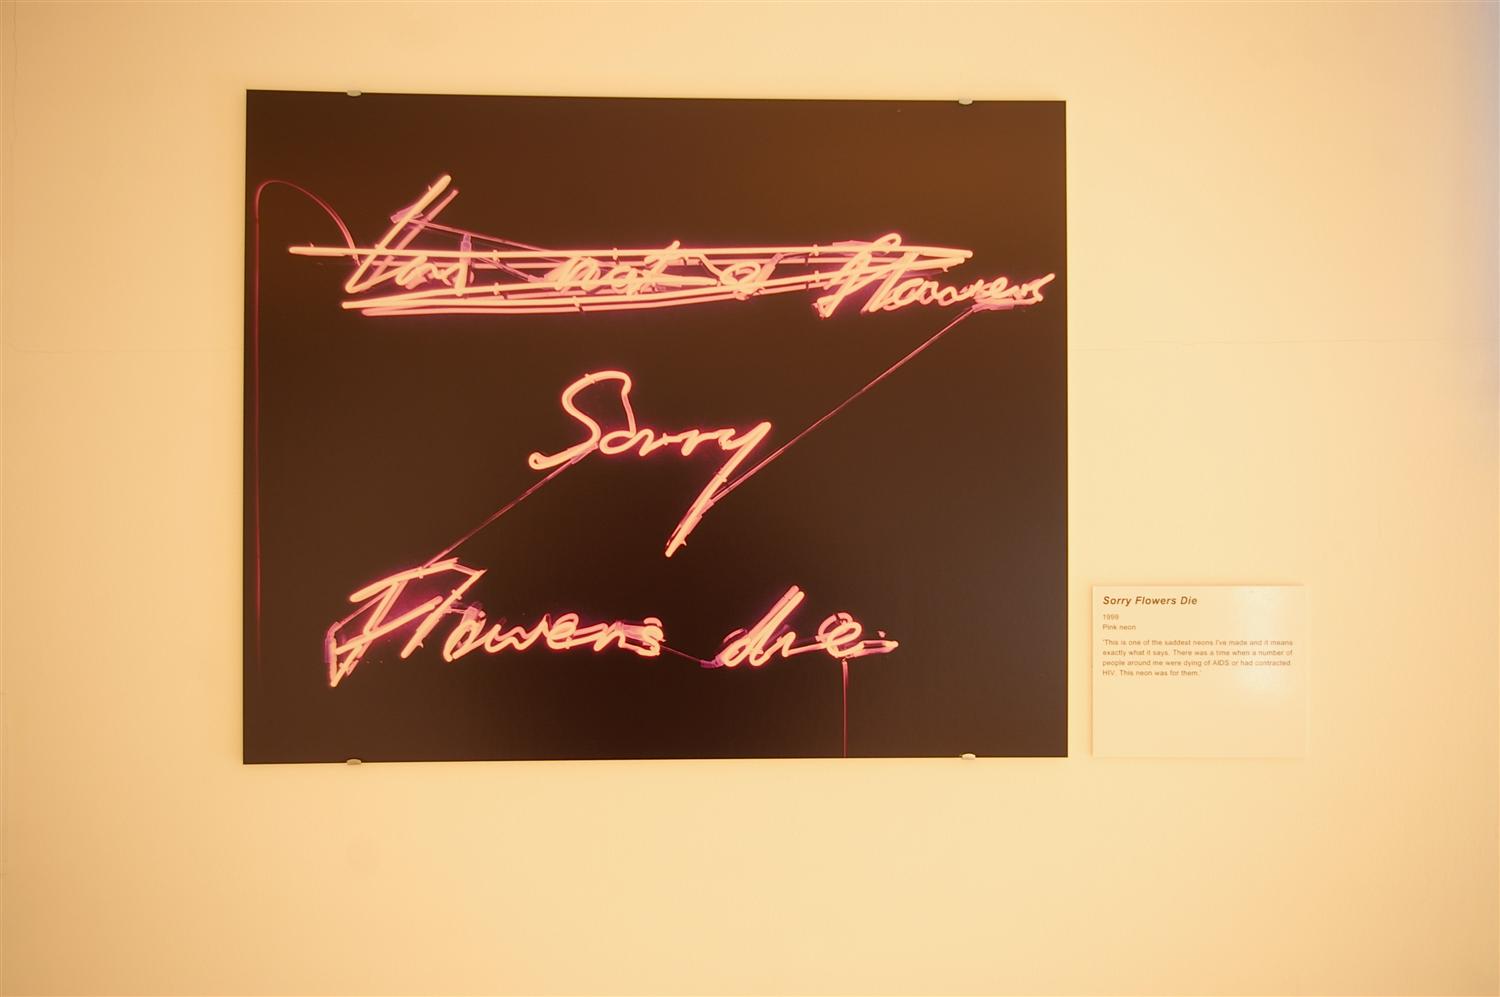 not a Flowers
Sorry
Flowers die
Sorry Flowers Die
1999
Pink neon
'This is one of the saddest neons I've made and it means
exactly what it says. There was a time when a number of
people around me were dying of AIDS or had contracted
HIV. This neon was for them.'